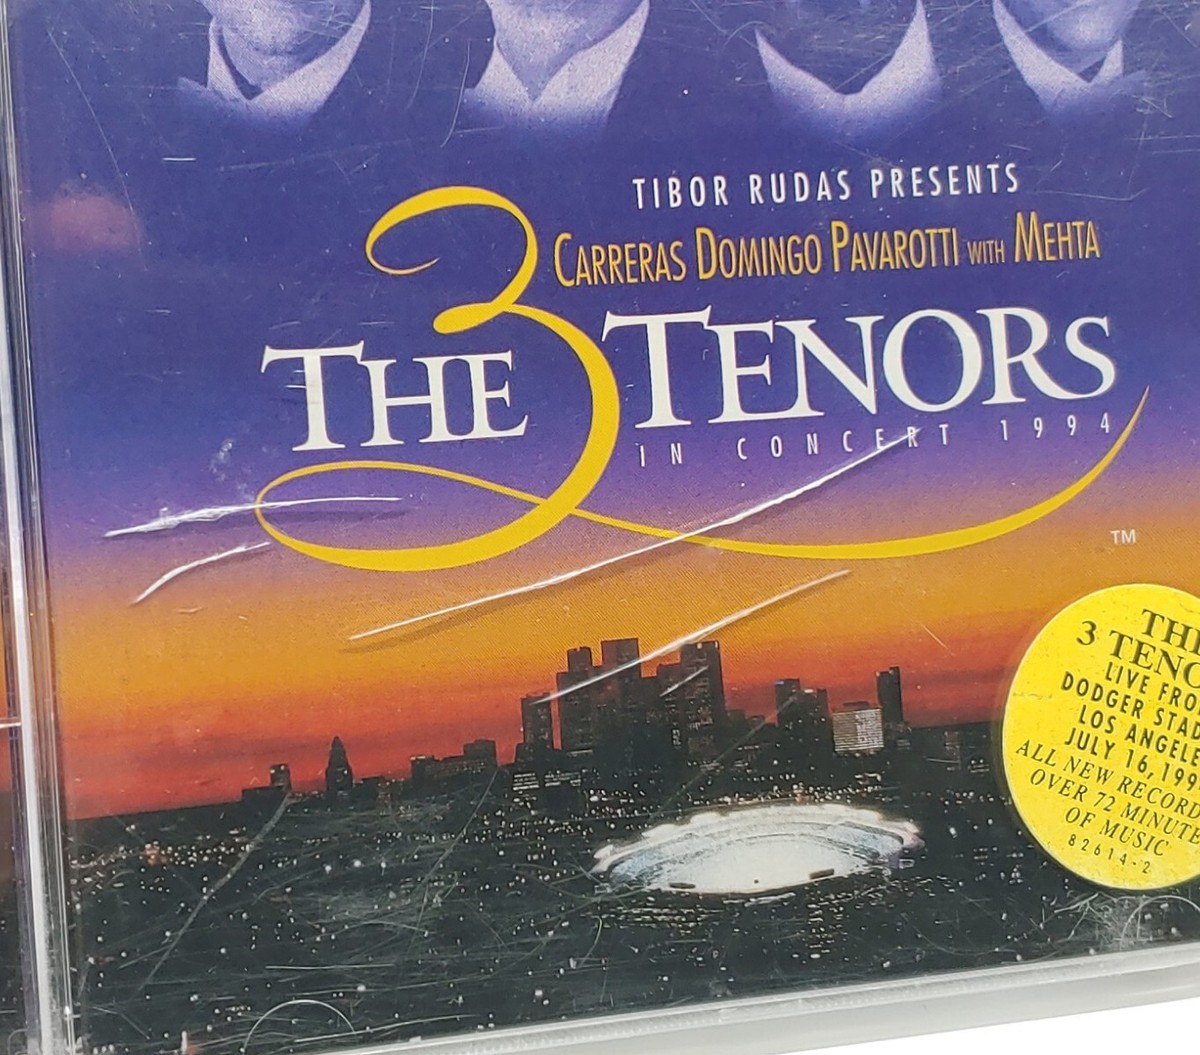 TIBOR RUDAS PRESENTS
CARRERAS DOMINGO PAVAROTTI WITH MEHTA
THE 3 TENORS
IN CONCERT 1994
TM
THE
3 TENO
LIVE FRO
DODGER STAD
LOS ANGELE
JULY 16, 199
ALL NEW RECORD
OVER 72 MINUTE
OF MUSIC
82614-2